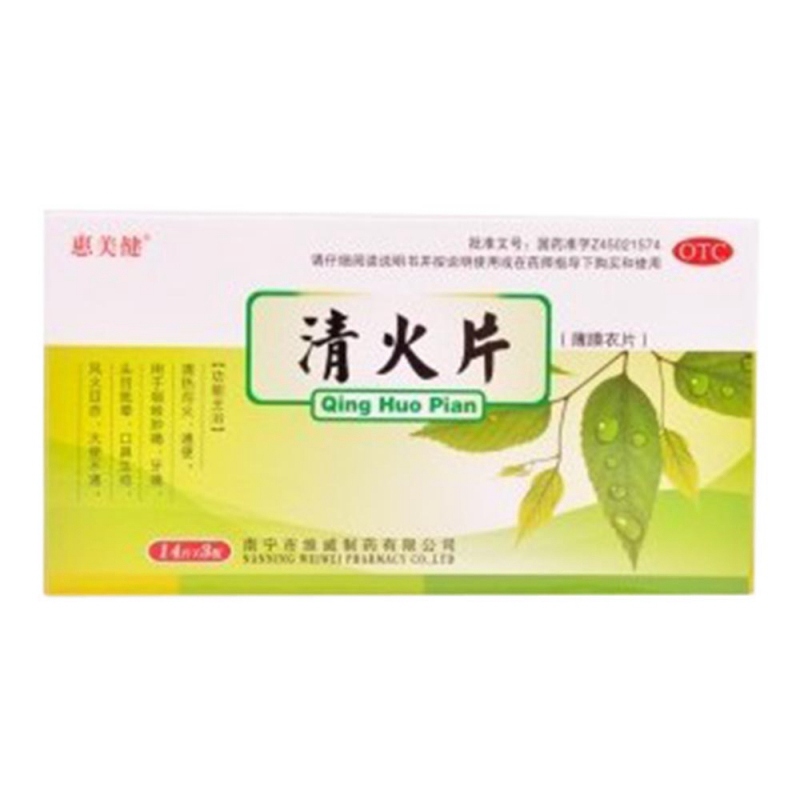 惠美健®
批准文号：国药准字Z45021574
请仔细阅读说明书并按说明使用或在药师指导下购买和使用
OTC
清火片
Qing Huo Pian
（薄膜衣片）
【功能主治】
清热泻火，通便。
用于咽喉肿痛，牙痛，
头目眩晕，口鼻生疮，
风火目赤，大便不通。
14片×3板
南宁市维威制药有限公司
NANNING WEIWEI PHARMACY CO.,LTD